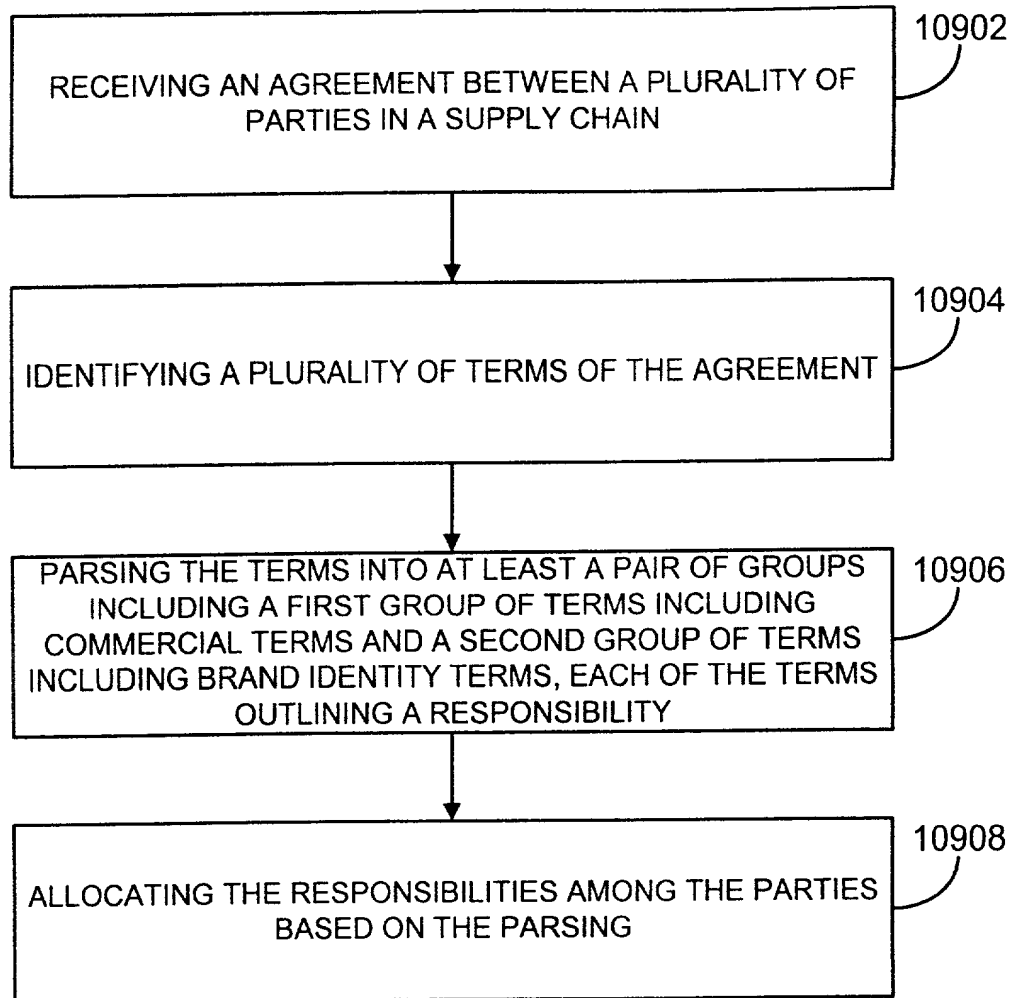 10902
RECEIVING AN AGREEMENT BETWEEN A PLURALITY OF
PARTIES IN A SUPPLY CHAIN
10904
IDENTIFYING A PLURALITY OF TERMS OF THE AGREEMENT
10906
PARSING THE TERMS INTO AT LEAST A PAIR OF GROUPS
INCLUDING A FIRST GROUP OF TERMS INCLUDING
COMMERCIAL TERMS AND A SECOND GROUP OF TERMS
INCLUDING BRAND IDENTITY TERMS, EACH OF THE TERMS
OUTLINING A RESPONSIBILITY
10908
ALLOCATING THE RESPONSIBILITIES AMONG THE PARTIES
BASED ON THE PARSING